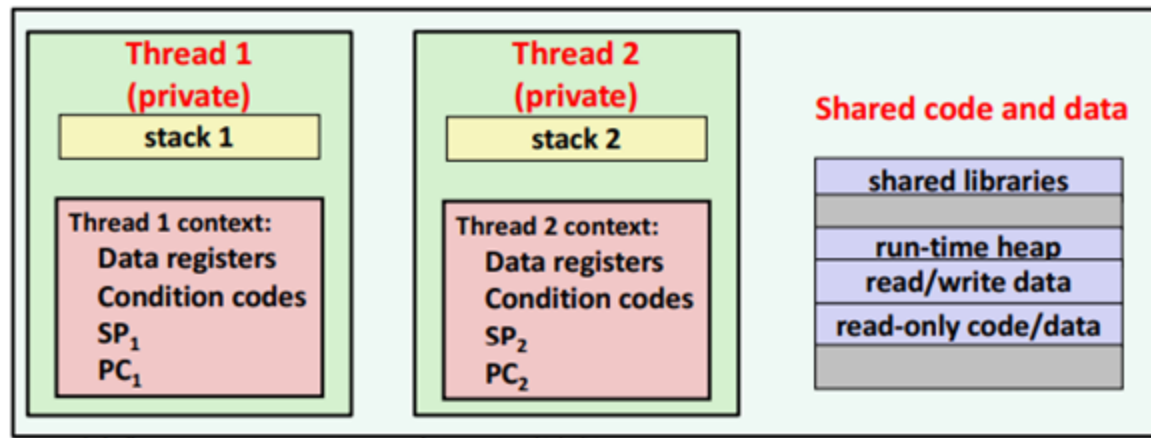 Thread 1
(private)
stack 1
Thread 1 context:
Data registers
Condition codes
SP₁
PC₁
Thread 2
(private)
stack 2
Thread 2 context:
Data registers
Condition codes
SP₂
PC₂
Shared code and data
shared libraries
run-time heap
read/write data
read-only code/data